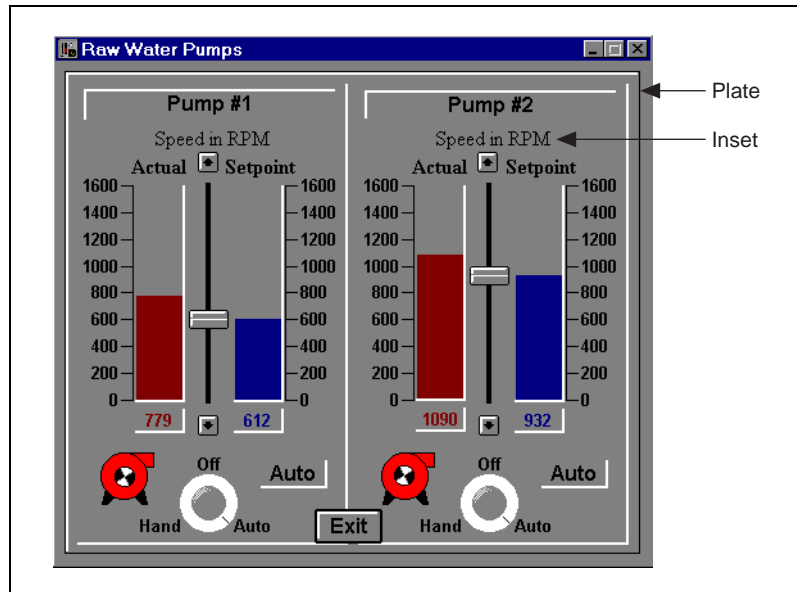 Raw Water Pumps
Plate
Inset
Pump #1
Speed in RPM
Actual Setpoint
1600 1600
1400 1400
1200 1200
1000 1000
800 800
600 600
400 400
200 200
0 0
779 612
Off
Auto
Hand Auto
Pump #2
Speed in RPM
Actual Setpoint
1600 1600
1400 1400
1200 1200
1000 1000
800 800
600 600
400 400
200 200
0 0
1090 932
Off
Auto
Hand Auto
Exit